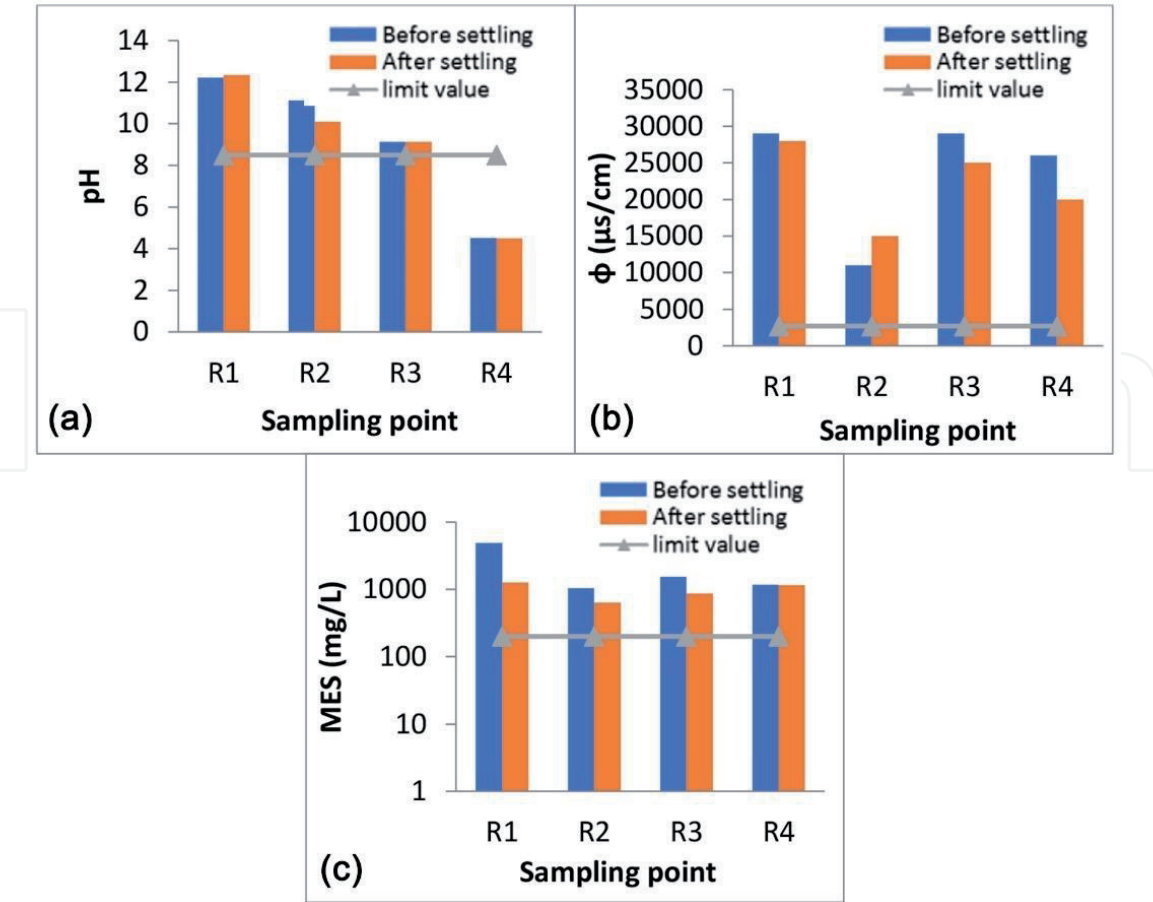 14
12
10
8
6
4
2
0
pH
Before settling
After settling
limit value
R1 R2 R3 R4
(a)
Sampling point
35000
30000
25000
20000
15000
10000
5000
0
ϕ (µs/cm)
Before settling
After settling
limit value
R1 R2 R3 R4
(b)
Sampling point
10000
1000
100
10
1
MES (mg/L)
Before settling
After settling
limit value
R1 R2 R3 R4
(c)
Sampling point